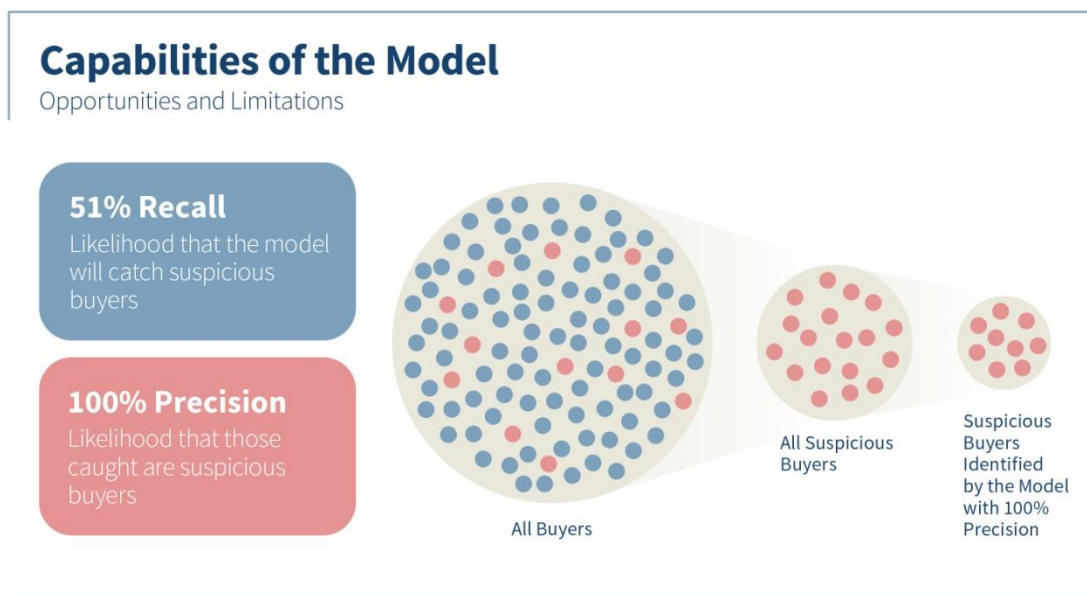 Capabilities of the Model
Opportunities and Limitations
51% Recall
Likelihood that the model
will catch suspicious
buyers
100% Precision
Likelihood that those
caught are suspicious
buyers
All Buyers
All Suspicious
Buyers
Suspicious
Buyers
Identified
by the Model
with 100%
Precision